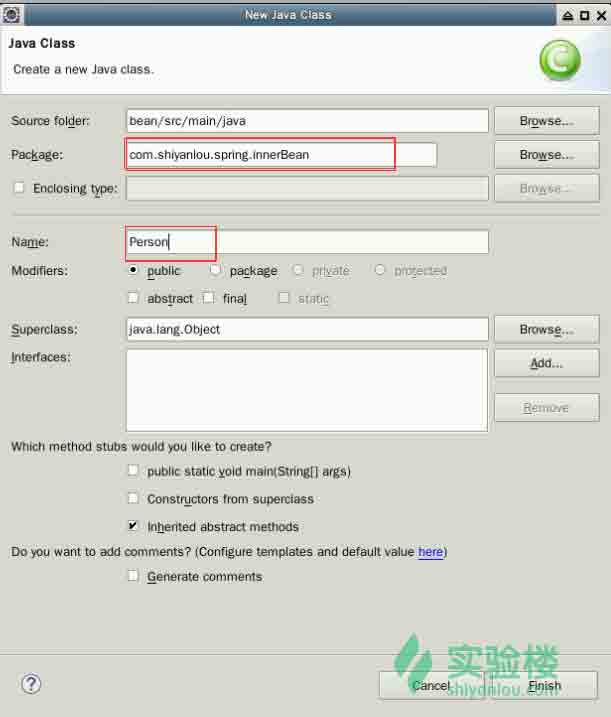 New Java Class
Java Class
Create a new Java class.
Source folder: bean/src/main/java Browse...
Package: com.shiyanlou.spring.innerBean Browse...
Enclosing type: Browse...
Name: Person
Modifiers: public package private protected
abstract final static
Superclass: java.lang.Object Browse...
Interfaces: Add...
Remove
Which method stubs would you like to create?
public static void main(String[] args)
Constructors from superclass
Inherited abstract methods
Do you want to add comments? (Configure templates and default value here)
Generate comments
实验楼
shiyanlou.com
Cancel Finish